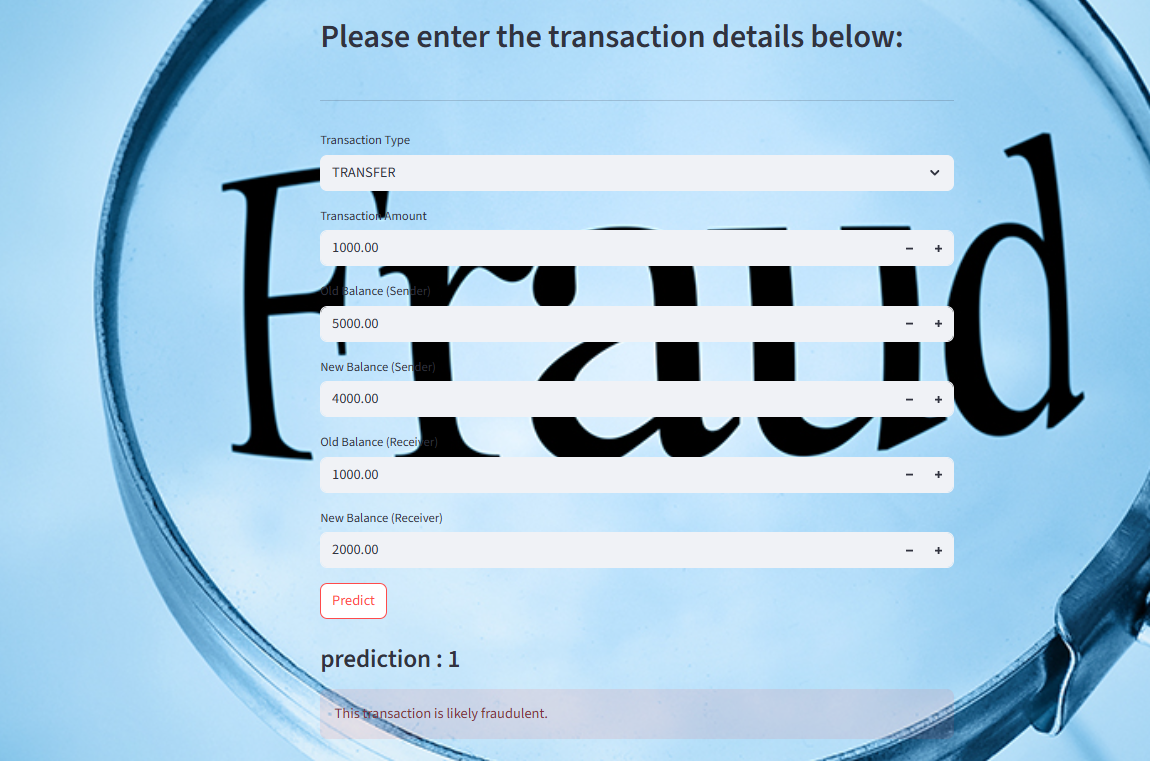 Please enter the transaction details below:
Fraud
Transaction Type
TRANSFER
Transaction Amount
1000.00
Old Balance (Sender)
5000.00
New Balance (Sender)
4000.00
Old Balance (Receiver)
1000.00
New Balance (Receiver)
2000.00
Predict
prediction : 1
This transaction is likely fraudulent.